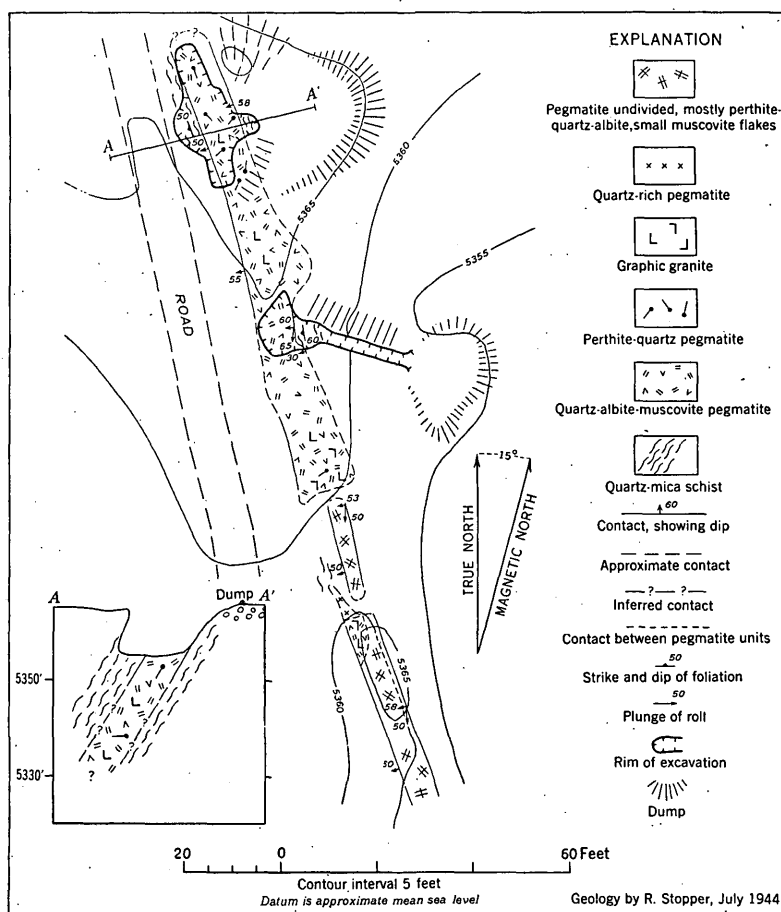 EXPLANATION
Pegmatite undivided, mostly perthite-
quartz-albite, small muscovite flakes
Quartz-rich pegmatite
Graphic granite
Perthite-quartz pegmatite
Quartz-albite-muscovite pegmatite
Quartz-mica schist
60
Contact, showing dip
Approximate contact
? ?
Inferred contact
Contact between pegmatite units
50
Strike and dip of foliation
50
Plunge of roll
Rim of excavation
Dump
? ?
A'
58
50
50
A
5360
5365
5355
55
ROAD
60
60
65
30
15°
TRUE NORTH
MAGNETIC NORTH
53
50
50
5365
5360
58
50
50
A Dump A'
5350'
5330'
? ?
? ?
?
20 0 60 Feet
Contour interval 5 feet
Datum is approximate mean sea level
Geology by R. Stopper, July 1944